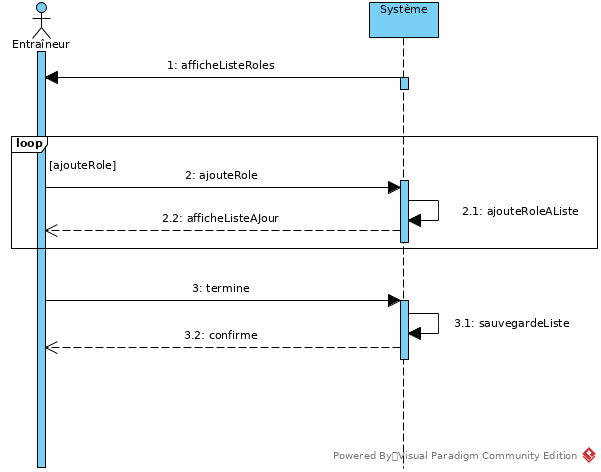 Entraîneur
Système
1: afficheListeRoles
loop
[ajouteRole]
2: ajouteRole
2.1: ajouteRoleAListe
2.2: afficheListeAJour
3: termine
3.1: sauvegardeListe
3.2: confirme
Powered By Visual Paradigm Community Edition